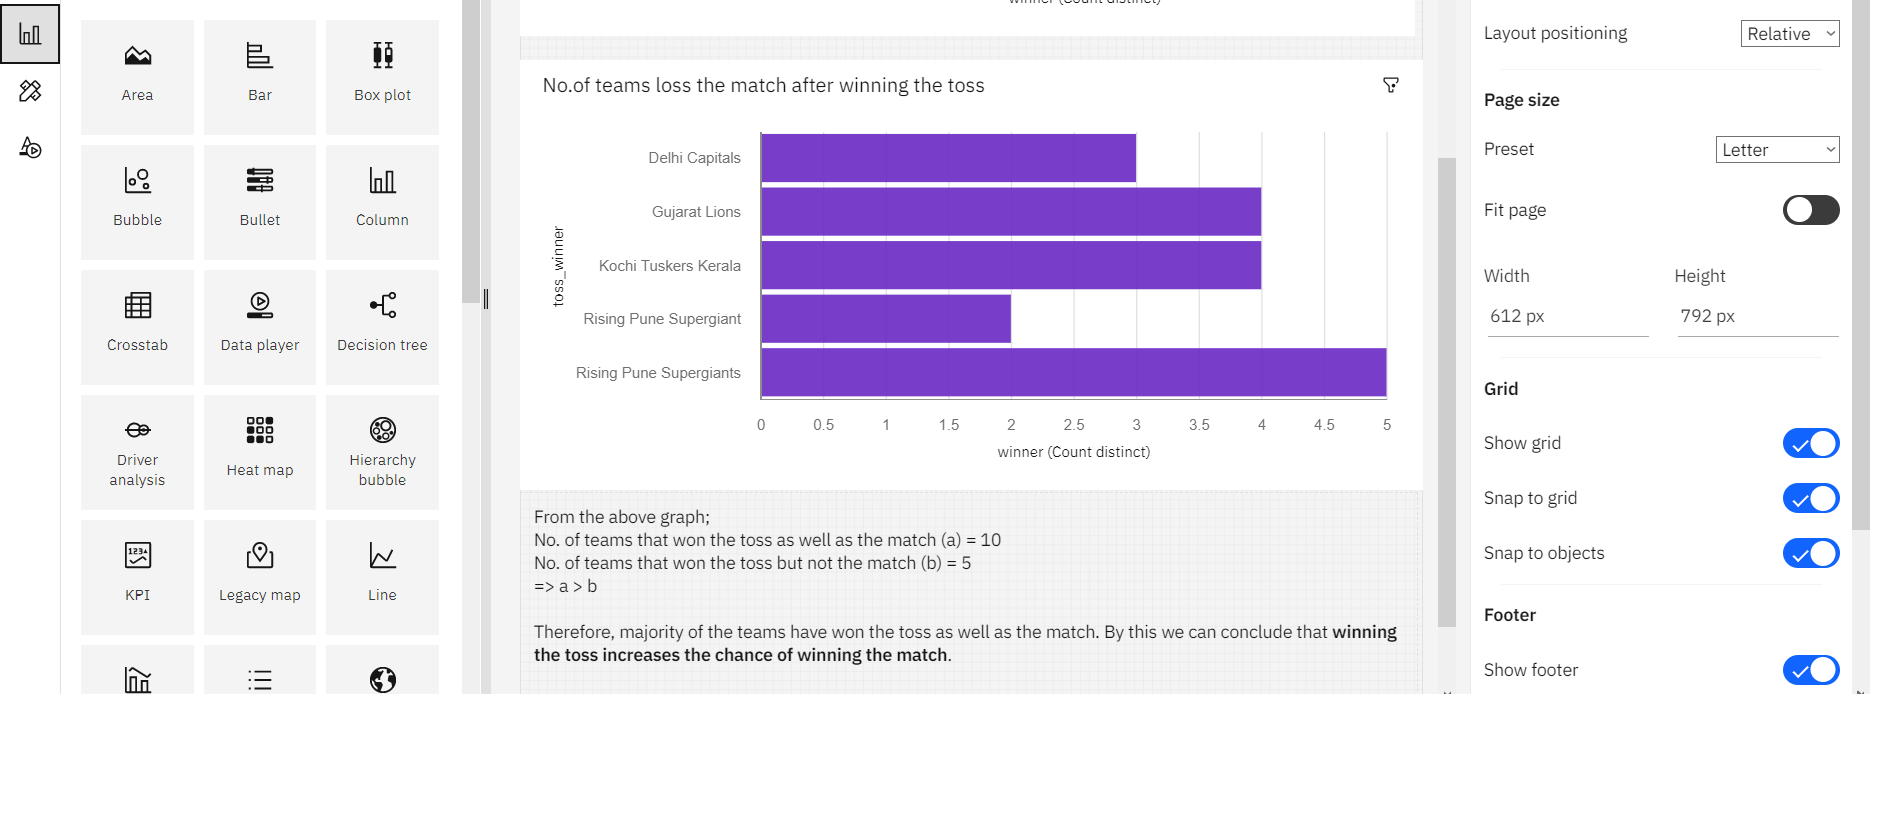 Area
Bar
Box plot
Bubble
Bullet
Column
Crosstab
Data player
Decision tree
Driver
analysis
Heat map
Hierarchy
bubble
KPI
Legacy map
Line
winner (Count distinct)
No.of teams loss the match after winning the toss
toss_winner
Delhi Capitals
Gujarat Lions
Kochi Tuskers Kerala
Rising Pune Supergiant
Rising Pune Supergiants
0 0.5 1 1.5 2 2.5 3 3.5 4 4.5 5
winner (Count distinct)
From the above graph;
No. of teams that won the toss as well as the match (a) = 10
No. of teams that won the toss but not the match (b) = 5
=> a > b
Therefore, majority of the teams have won the toss as well as the match. By this we can conclude that winning
the toss increases the chance of winning the match.
Layout positioning Relative
Page size
Preset Letter
Fit page
Width Height
612 px 792 px
Grid
Show grid
Snap to grid
Snap to objects
Footer
Show footer